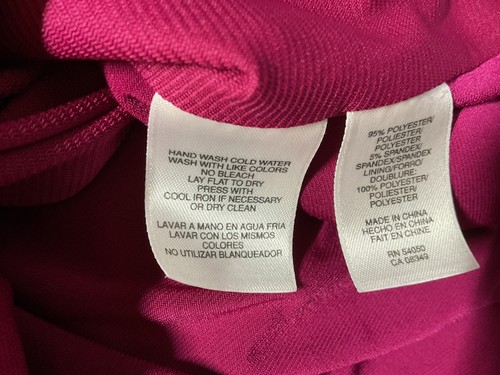 HAND WASH COLD WATER
WASH WITH LIKE COLORS
NO BLEACH
LAY FLAT TO DRY
PRESS WITH
COOL IRON IF NECESSARY
OR DRY CLEAN
LAVAR A MANO EN AGUA FRIA
LAVAR CON LOS MISMOS
COLORES
NO UTILIZAR BLANQUEADOR
95% POLYESTER/
POLIESTER/
POLYESTER
5% SPANDEX/
SPANDEX/SPANDEX
LINING/FORRO/
DOUBLURE:
100% POLYESTER/
POLIESTER/
POLYESTER
MADE IN CHINA
HECHO EN CHINA
FAIT EN CHINE
RN 54050
CA 08349